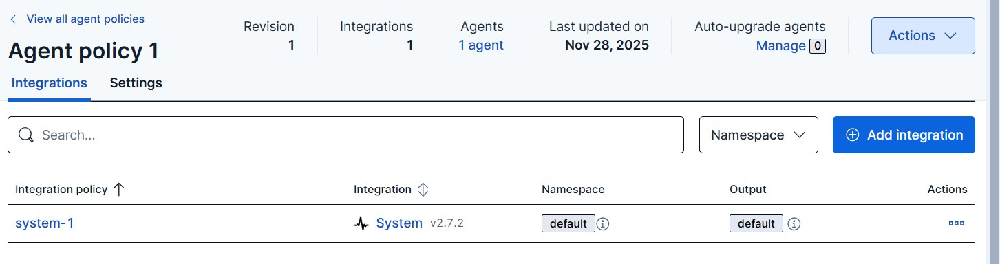 View all agent policies
Agent policy 1
Revision
1
Integrations
1
Agents
1 agent
Last updated on
Nov 28, 2025
Auto-upgrade agents
Manage 0
Actions
Integrations Settings
Search...
Namespace
Add integration
Integration policy Integration Namespace Output Actions
system-1 System v2.7.2 default default